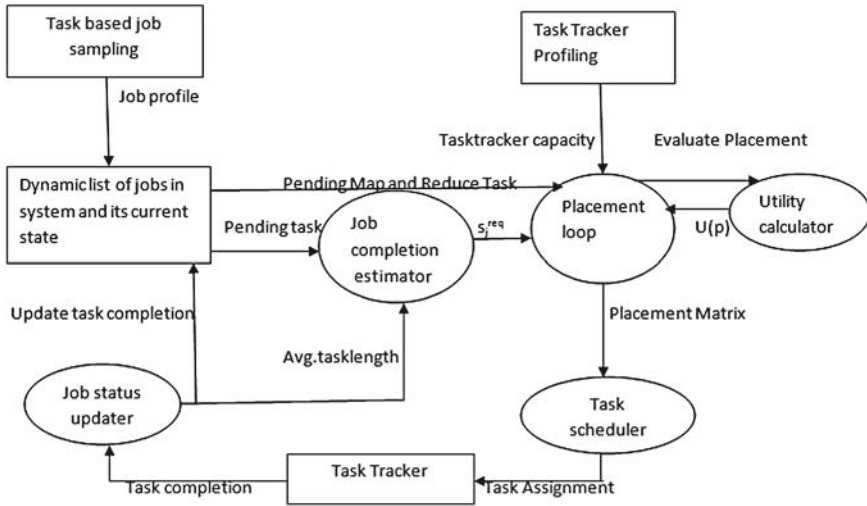 Task based job
sampling
Task Tracker
Profiling
Job profile
Tasktracker capacity
Evaluate Placement
Dynamic list of jobs in
system and its current
state
Pending Map and Reduce Task
Pending task
Job
completion
estimator
s_j^req
Placement
loop
U(p)
Utility
calculator
Update task completion
Avg.tasklength
Placement Matrix
Job status
updater
Task
scheduler
Task completion
Task Tracker
Task Assignment